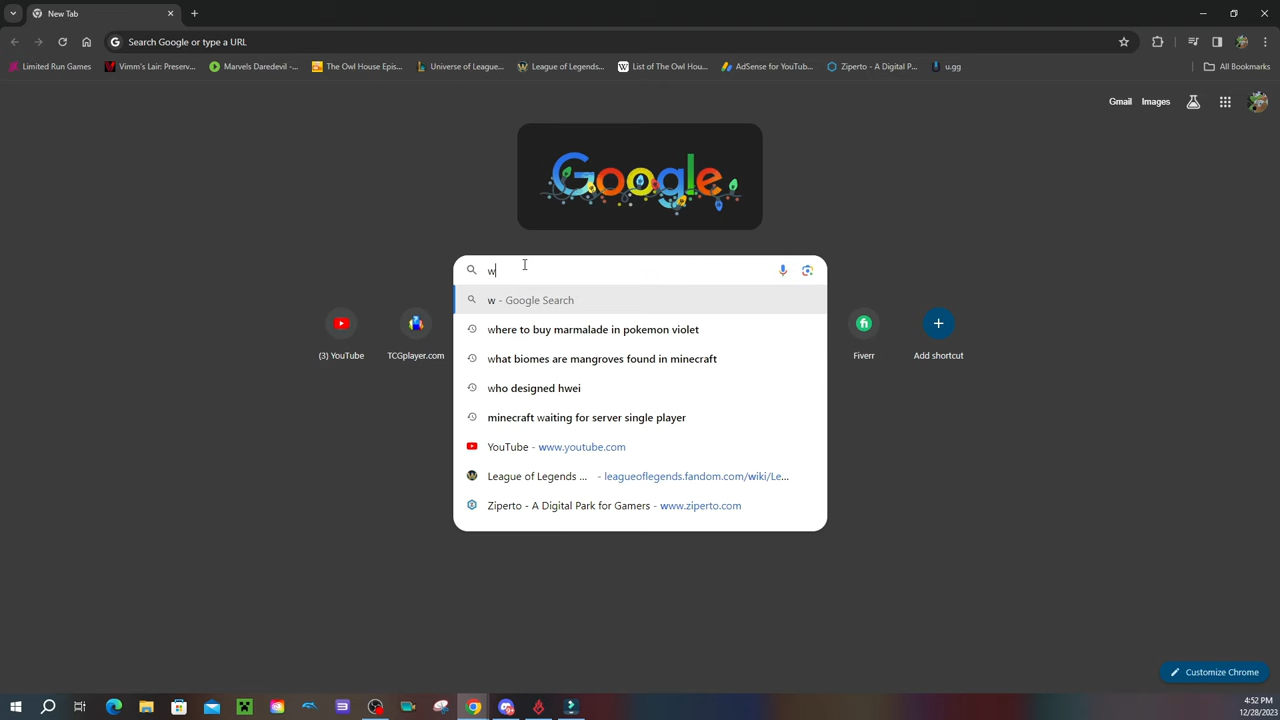 New Tab
Search Google or type a URL
Limited Run Games
Vimm's Lair: Preserv...
Marvels Daredevil -...
The Owl House Epis...
Universe of League...
League of Legends...
List of The Owl Hou...
AdSense for YouTub...
Ziperto - A Digital P...
u.gg
All Bookmarks
Gmail
Images
Google
w
w - Google Search
where to buy marmalade in pokemon violet
what biomes are mangroves found in minecraft
who designed hwei
minecraft waiting for server single player
YouTube - www.youtube.com
League of Legends ... - leagueoflegends.fandom.com/wiki/Le...
Ziperto - A Digital Park for Gamers - www.ziperto.com
(3) YouTube
TCGplayer.com
Fiverr
Add shortcut
Customize Chrome
4:52 PM
12/28/2023